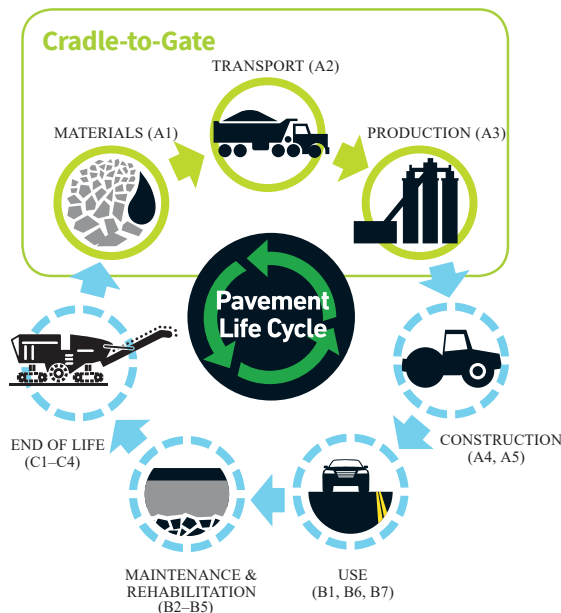 Cradle-to-Gate
TRANSPORT (A2)
MATERIALS (A1)
PRODUCTION (A3)
Pavement
Life Cycle
CONSTRUCTION
(A4, A5)
END OF LIFE
(C1–C4)
MAINTENANCE &
REHABILITATION
(B2–B5)
USE
(B1, B6, B7)